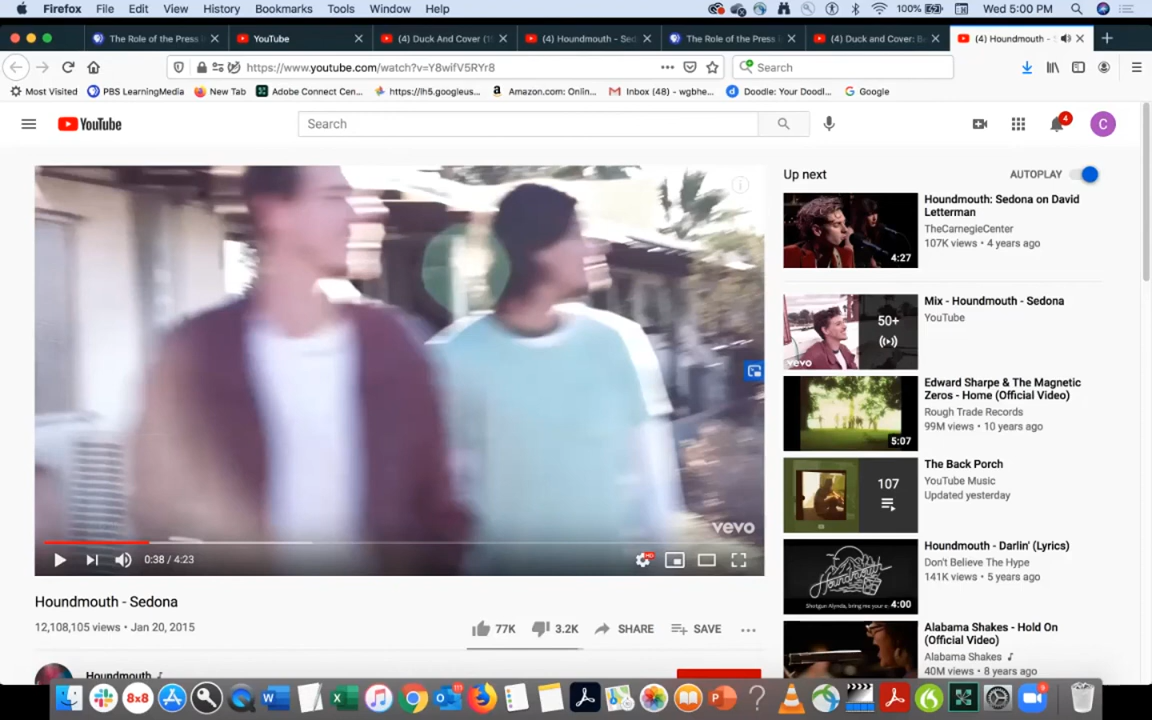 Firefox File Edit View History Bookmarks Tools Window Help 100% Wed 5:00 PM
The Role of the Press YouTube (4) Duck And Cover (1 (4) Houndmouth - Sed The Role of the Press (4) Duck and Cover: B (4) Houndmouth - S
https://www.youtube.com/watch?v=Y8wifV5RYr8 Search
Most Visited PBS LearningMedia New Tab Adobe Connect Cen... https://lh5.googleus... Amazon.com: Onlin... Inbox (48) - wgbhe... Doodle: Your Doodl... Google
YouTube Search 4 C
Up next AUTOPLAY
Houndmouth: Sedona on David
Letterman
TheCarnegieCenter
107K views • 4 years ago
4:27
Mix - Houndmouth - Sedona
YouTube
50+
vevo
Edward Sharpe & The Magnetic
Zeros - Home (Official Video)
Rough Trade Records
99M views • 10 years ago
5:07
The Back Porch
YouTube Music
Updated yesterday
107
Houndmouth - Darlin' (Lyrics)
Don't Believe The Hype
141K views • 5 years ago
4:00
Alabama Shakes - Hold On
(Official Video)
Alabama Shakes
40M views • 8 years ago
vevo
0:38 / 4:23 HD
Houndmouth - Sedona
12,108,105 views • Jan 20, 2015
77K 3.2K SHARE SAVE
Houndmouth
8x8